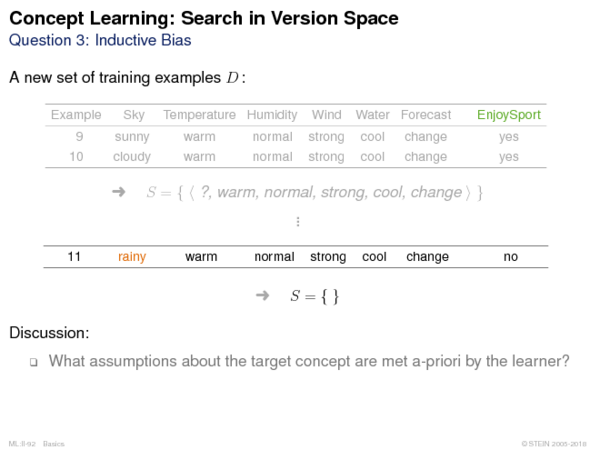 Concept Learning: Search in Version Space
Question 3: Inductive Bias
A new set of training examples D:
Example Sky Temperature Humidity Wind Water Forecast EnjoySport
9 sunny warm normal strong cool change yes
10 cloudy warm normal strong cool change yes
➜ S = { ⟨ ?, warm, normal, strong, cool, change ⟩ }
⋮
11 rainy warm normal strong cool change no
➜ S = { }
Discussion:
❑ What assumptions about the target concept are met a-priori by the learner?
ML:II-92 Basics © STEIN 2005-2018